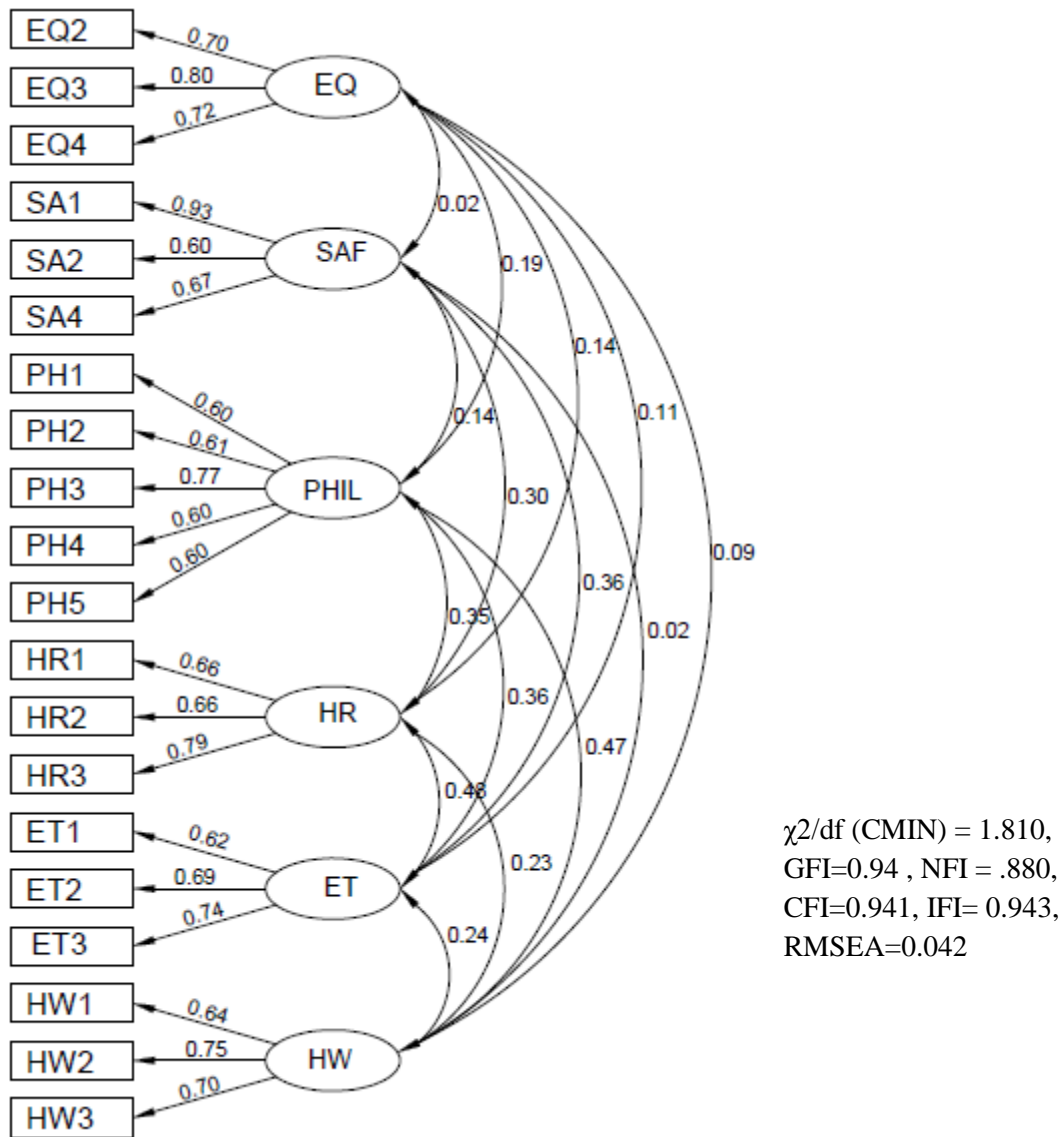 EQ2
0.70
EQ3
0.80
EQ
EQ4
0.72
SA1
0.93
0.02
SA2
0.60
SAF
0.19
SA4
0.67
0.14
PH1
0.60
0.14
0.11
PH2
0.61
PH3
0.77
PHIL
0.30
PH4
0.60
0.09
PH5
0.60
0.36
0.35
0.02
HR1
0.66
HR2
0.66
HR
0.36
HR3
0.79
0.47
0.48
ET1
0.62
0.23
ET2
0.69
ET
ET3
0.74
0.24
HW1
0.64
HW2
0.75
HW
HW3
0.70
χ2/df (CMIN) = 1.810,
GFI=0.94 , NFI = .880,
CFI=0.941, IFI= 0.943,
RMSEA=0.042